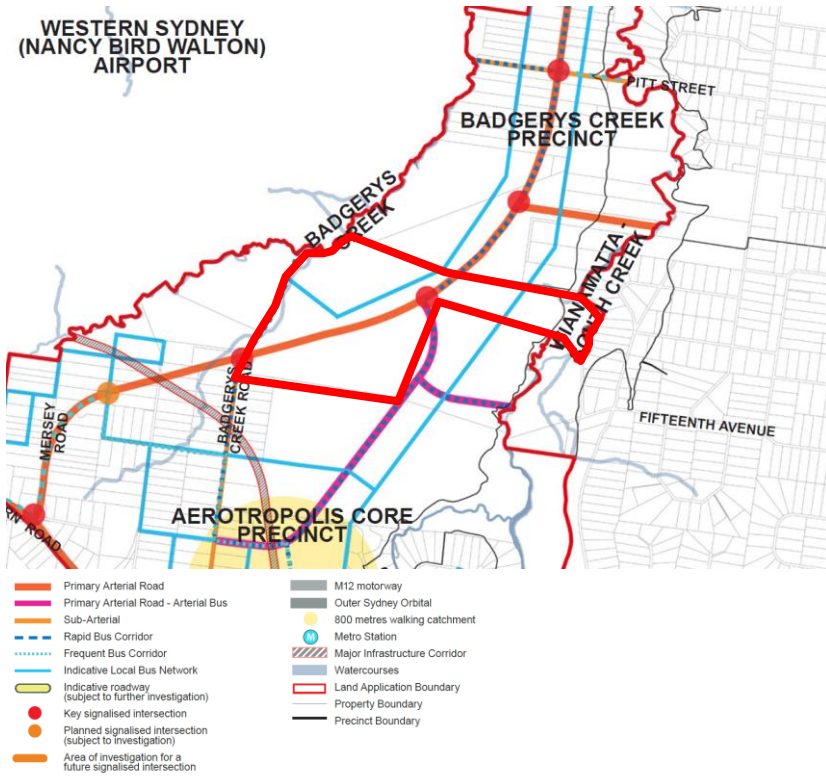 WESTERN SYDNEY
(NANCY BIRD WALTON)
AIRPORT
PITT STREET
BADGERYS CREEK
PRECINCT
BADGERYS
CREEK
WIANAMATTA -
SOUTH CREEK
BADGERYS
CREEK ROAD
MERSEY
ROAD
FIFTEENTH AVENUE
AEROTROPOLIS CORE
PRECINCT
RN ROAD
Primary Arterial Road
Primary Arterial Road - Arterial Bus
Sub-Arterial
Rapid Bus Corridor
Frequent Bus Corridor
Indicative Local Bus Network
Indicative roadway
(subject to further investigation)
Key signalised intersection
Planned signalised intersection
(subject to investigation)
Area of investigation for a
future signalised intersection
M12 motorway
Outer Sydney Orbital
800 metres walking catchment
M Metro Station
Major Infrastructure Corridor
Watercourses
Land Application Boundary
Property Boundary
Precinct Boundary